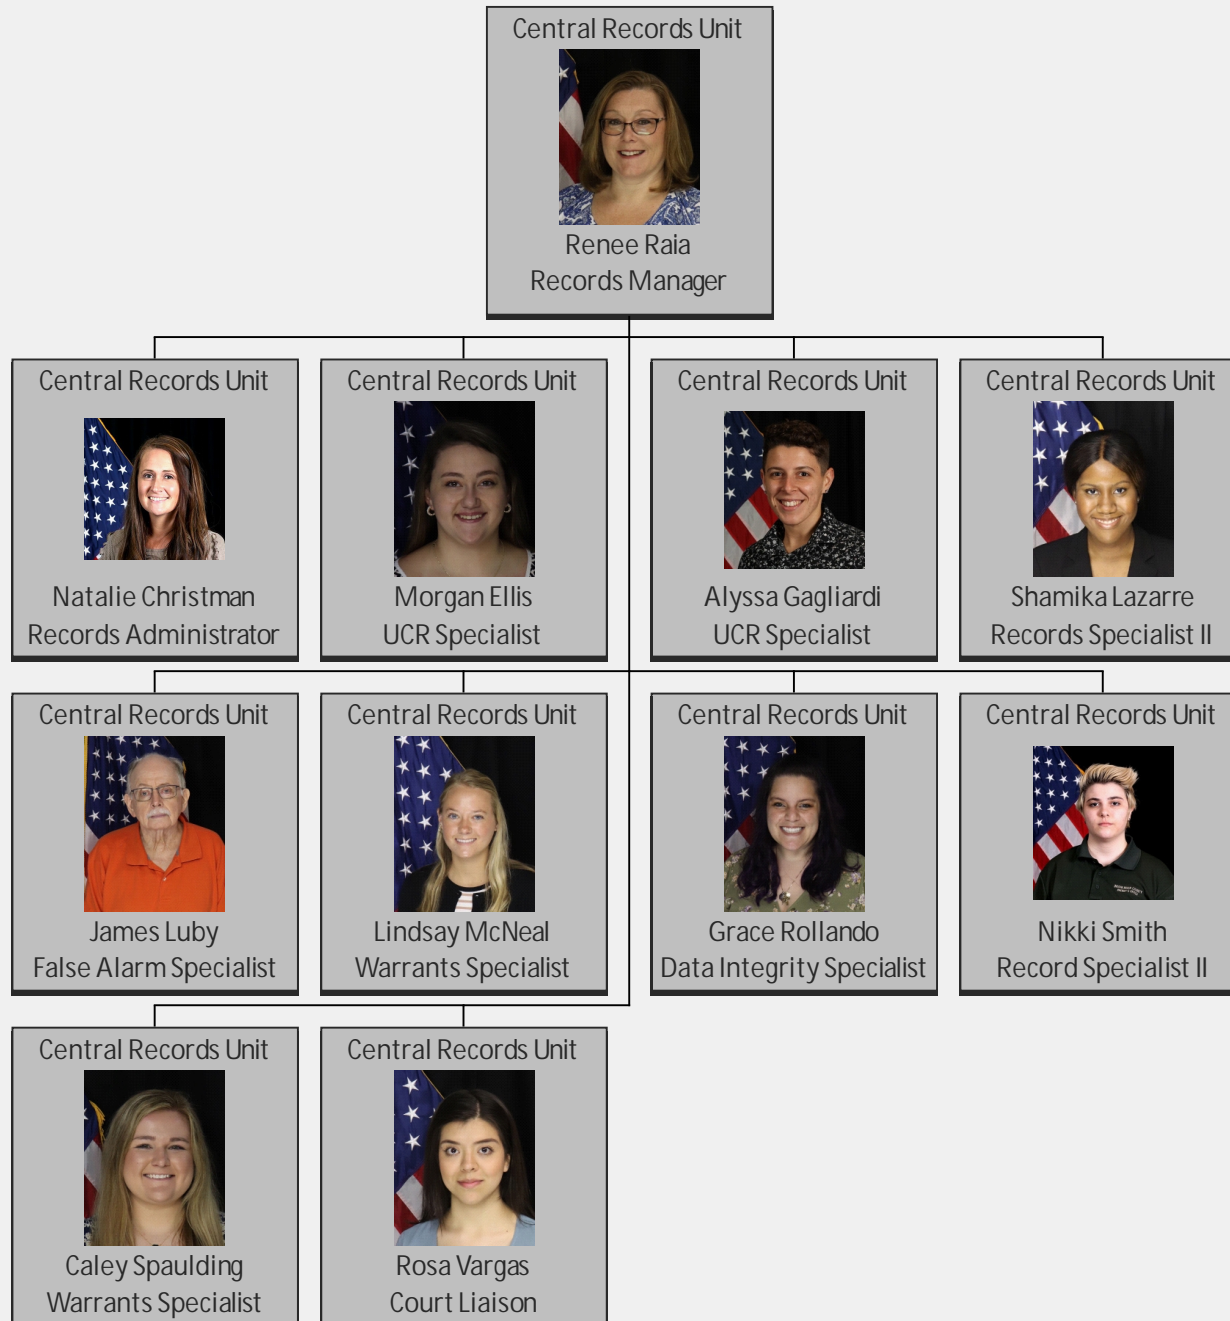 Central Records Unit
Renee Raia
Records Manager
Central Records Unit
Natalie Christman
Records Administrator
Central Records Unit
Morgan Ellis
UCR Specialist
Central Records Unit
Alyssa Gagliardi
UCR Specialist
Central Records Unit
Shamika Lazarre
Records Specialist II
Central Records Unit
James Luby
False Alarm Specialist
Central Records Unit
Lindsay McNeal
Warrants Specialist
Central Records Unit
Grace Rollando
Data Integrity Specialist
Central Records Unit
Nikki Smith
Record Specialist II
Central Records Unit
Caley Spaulding
Warrants Specialist
Central Records Unit
Rosa Vargas
Court Liaison